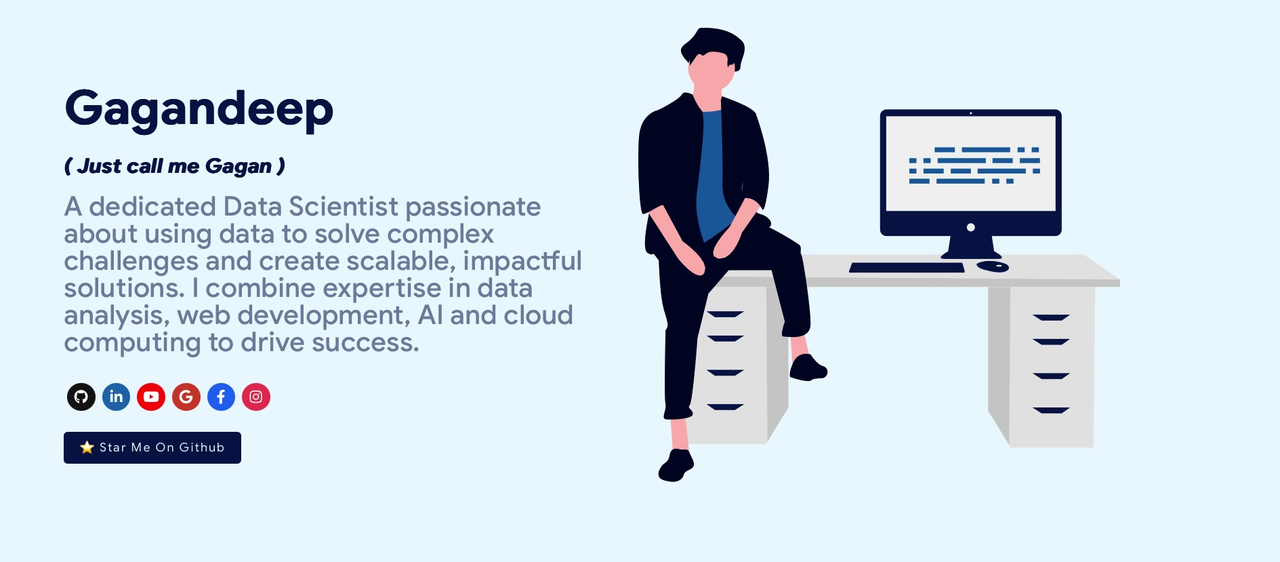 Gagandeep
( Just call me Gagan )
A dedicated Data Scientist passionate
about using data to solve complex
challenges and create scalable, impactful
solutions. I combine expertise in data
analysis, web development, AI and cloud
computing to drive success.
in G f
⭐ Star Me On Github